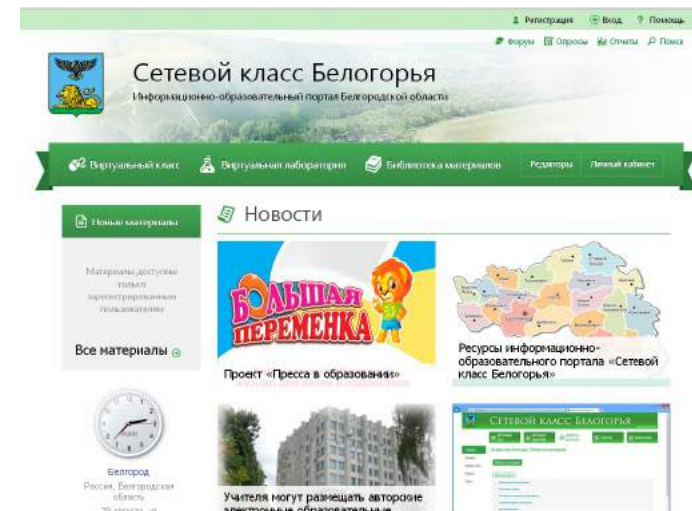 Регистрация Вход ? Помощь
Форум Опросы Отчеты Поиск
Сетевой класс Белогорья
Информационно-образовательный портал Белгородской области
Виртуальный класс Виртуальная лаборатория Библиотека материалов Редакторы Личный кабинет
Новые материалы
Материалы доступны
только
зарегистрированным
пользователям
Все материалы
Белгород
Россия, Белгородская
область
Новости
БОЛЬШАЯ
ПЕРЕМЕНКА
Проект «Пресса в образовании»
Ресурсы информационно-
образовательного портала «Сетевой
класс Белогорья»
Учителя могут размещать авторские
электронные образовательные
СЕТЕВОЙ КЛАСС БЕЛОГОРЬЯ